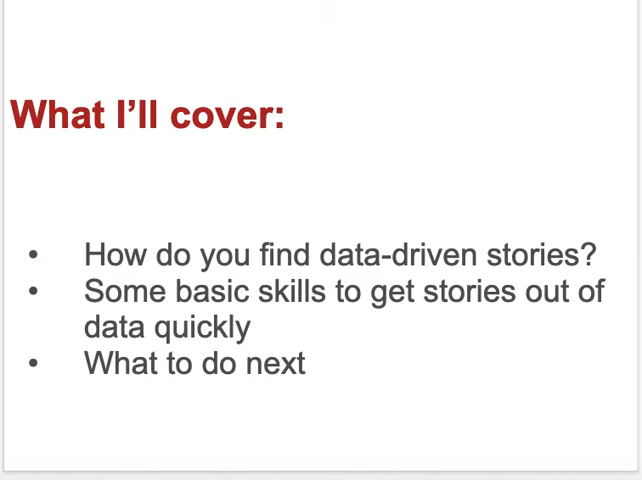 What I’ll cover:
• How do you find data-driven stories?
• Some basic skills to get stories out of
data quickly
• What to do next